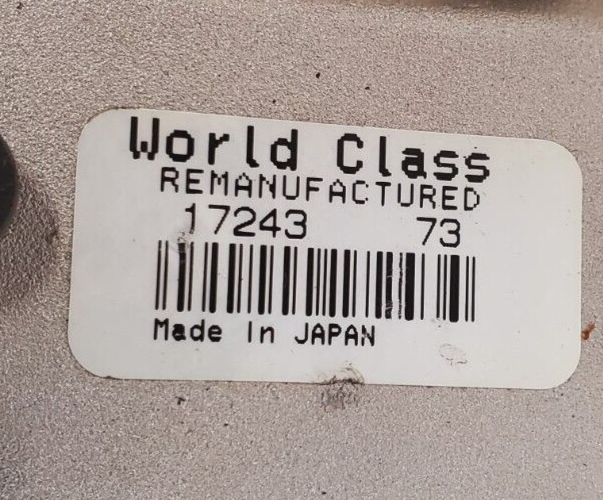 World Class
REMANUFACTURED
17243 73
Made In JAPAN